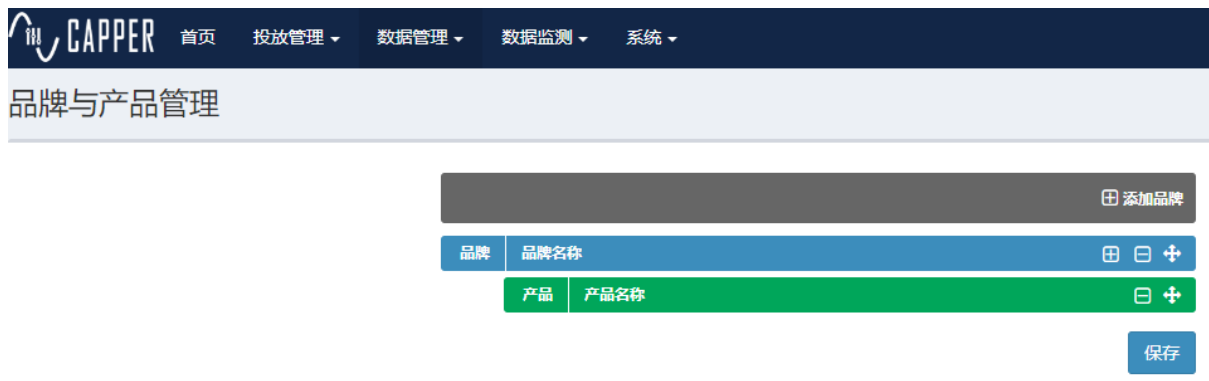 CAPPER 首页 投放管理 数据管理 数据监测 系统
品牌与产品管理
添加品牌
品牌 品牌名称
产品 产品名称
保存